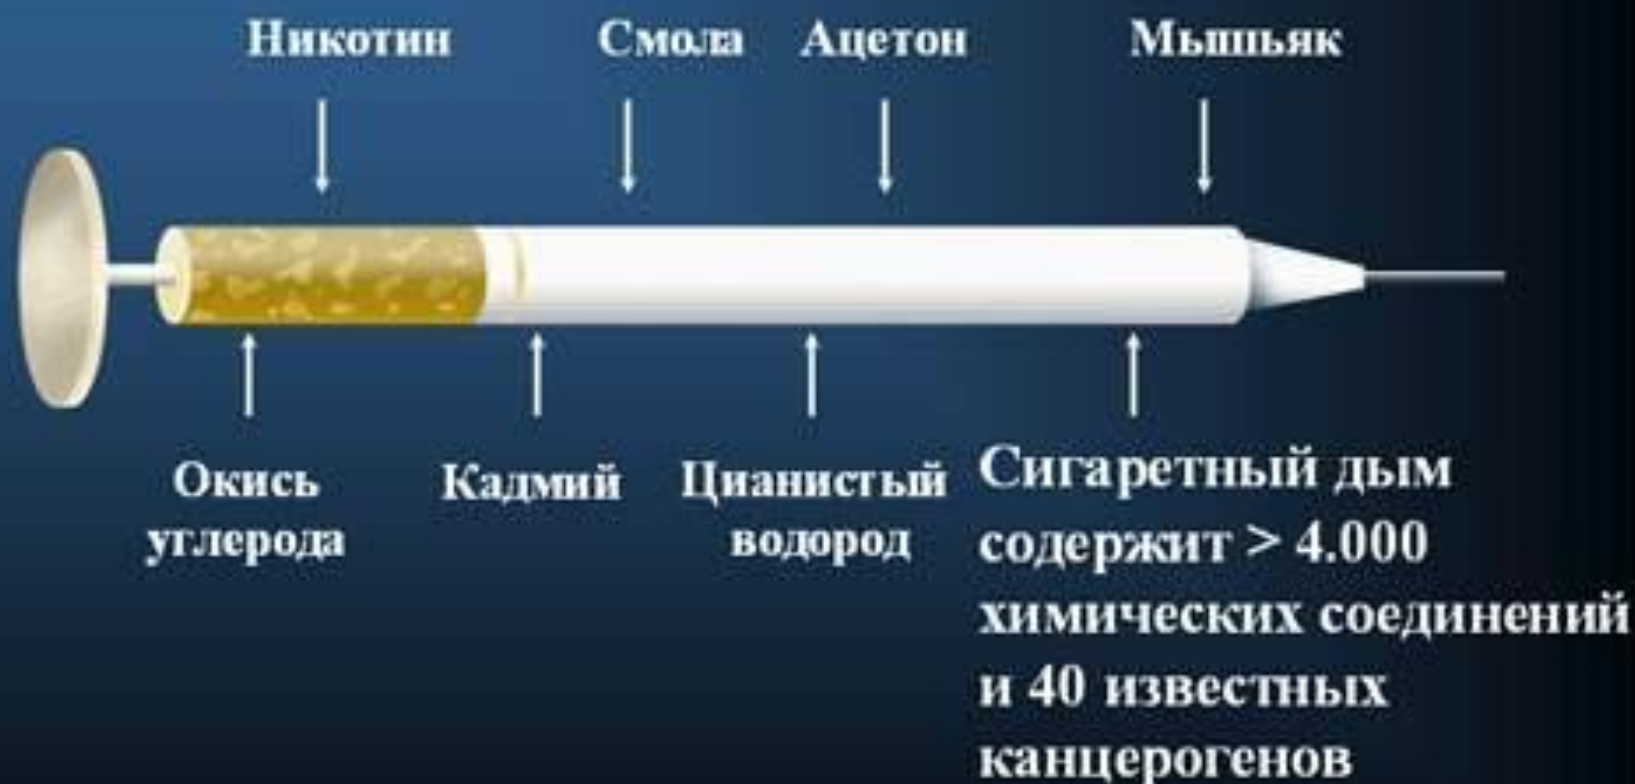 Никотин Смола Ацетон Мышьяк
Окись
углерода
Кадмий
Цианистый
водород
Сигаретный дым
содержит > 4.000
химических соединений
и 40 известных
канцерогенов